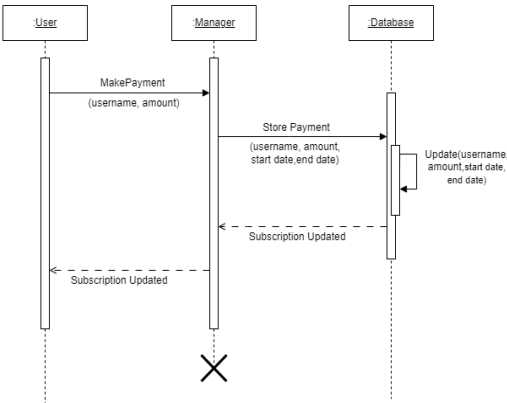 :User
:Manager
:Database
MakePayment
(username, amount)
Store Payment
(username, amount,
start date,end date)
Update(username,
amount,start date,
end date)
Subscription Updated
Subscription Updated